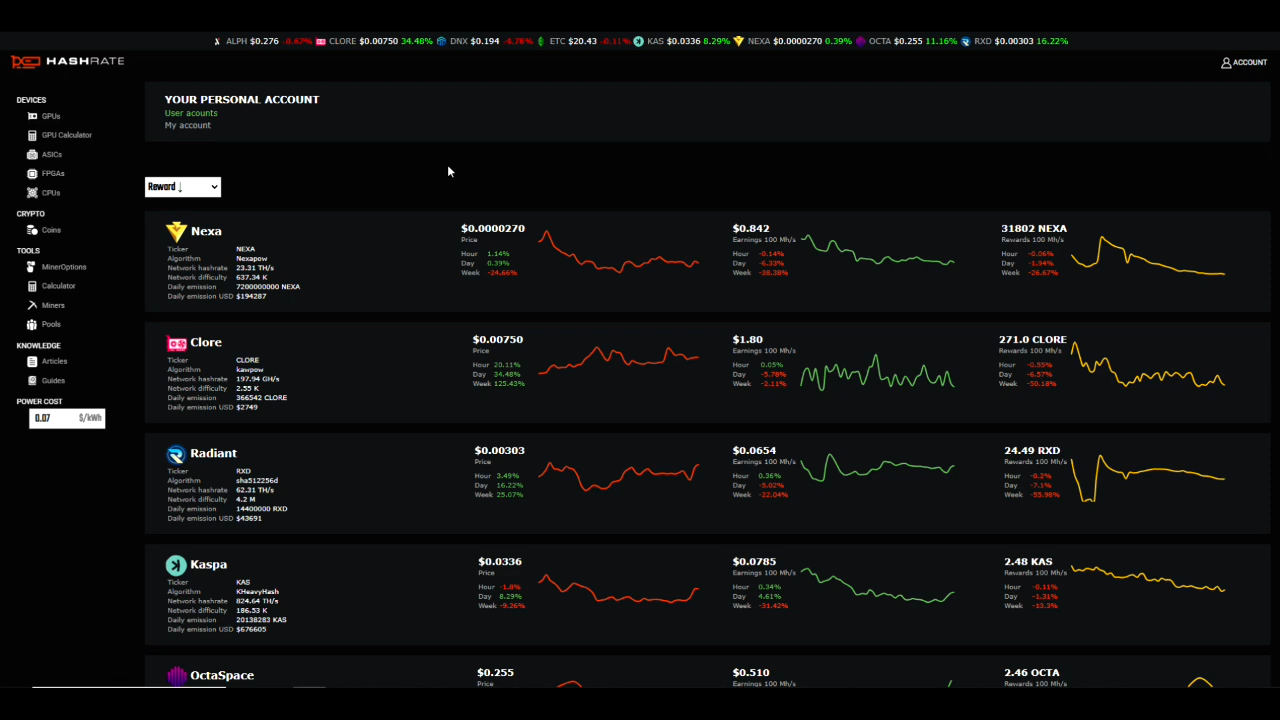 ALPH $0.276 -0.67% CLORE $0.00750 34.48% DNX $0.194 -4.78% ETC $20.43 -0.11% KAS $0.0336 8.29% NEXA $0.0000270 0.39% OCTA $0.255 11.16% RXD $0.00303 16.22%
HASHRATE
ACCOUNT
DEVICES
GPUs
GPU Calculator
ASICs
FPGAs
CPUs
CRYPTO
Coins
TOOLS
MinerOptions
Calculator
Miners
Pools
KNOWLEDGE
Articles
Guides
POWER COST
0.07 $/kWh
YOUR PERSONAL ACCOUNT
User acounts
My account
Reward ↓
Nexa
Ticker NEXA
Algorithm Nexapow
Network hashrate 23.31 TH/s
Network difficulty 637.34 K
Daily emission 7200000000 NEXA
Daily emission USD $194287
$0.0000270
Price
Hour 1.14%
Day 0.39%
Week -24.66%
$0.842
Earnings 100 Mh/s
Hour -0.14%
Day -6.33%
Week -38.38%
31802 NEXA
Rewards 100 Mh/s
Hour -0.06%
Day -1.94%
Week -26.67%
Clore
Ticker CLORE
Algorithm kawpow
Network hashrate 197.94 GH/s
Network difficulty 2.55 K
Daily emission 366542 CLORE
Daily emission USD $2749
$0.00750
Price
Hour 20.11%
Day 34.48%
Week 125.43%
$1.80
Earnings 100 Mh/s
Hour 0.05%
Day -5.78%
Week -2.11%
271.0 CLORE
Rewards 100 Mh/s
Hour -0.55%
Day -6.57%
Week -50.18%
Radiant
Ticker RXD
Algorithm sha512256d
Network hashrate 62.31 TH/s
Network difficulty 4.2 M
Daily emission 14400000 RXD
Daily emission USD $43691
$0.00303
Price
Hour 3.49%
Day 16.22%
Week 25.07%
$0.0654
Earnings 100 Mh/s
Hour 0.36%
Day -5.02%
Week -22.04%
24.49 RXD
Rewards 100 Mh/s
Hour -0.2%
Day -7.1%
Week -55.98%
Kaspa
Ticker KAS
Algorithm KHeavyHash
Network hashrate 824.64 TH/s
Network difficulty 186.53 K
Daily emission 20138283 KAS
Daily emission USD $676605
$0.0336
Price
Hour -1.8%
Day 8.29%
Week -9.26%
$0.0785
Earnings 100 Mh/s
Hour 0.34%
Day 4.61%
Week -31.42%
2.48 KAS
Rewards 100 Mh/s
Hour -0.11%
Day -1.31%
Week -13.3%
OctaSpace
$0.255
Price
$0.510
Earnings 100 Mh/s
2.46 OCTA
Rewards 100 Mh/s